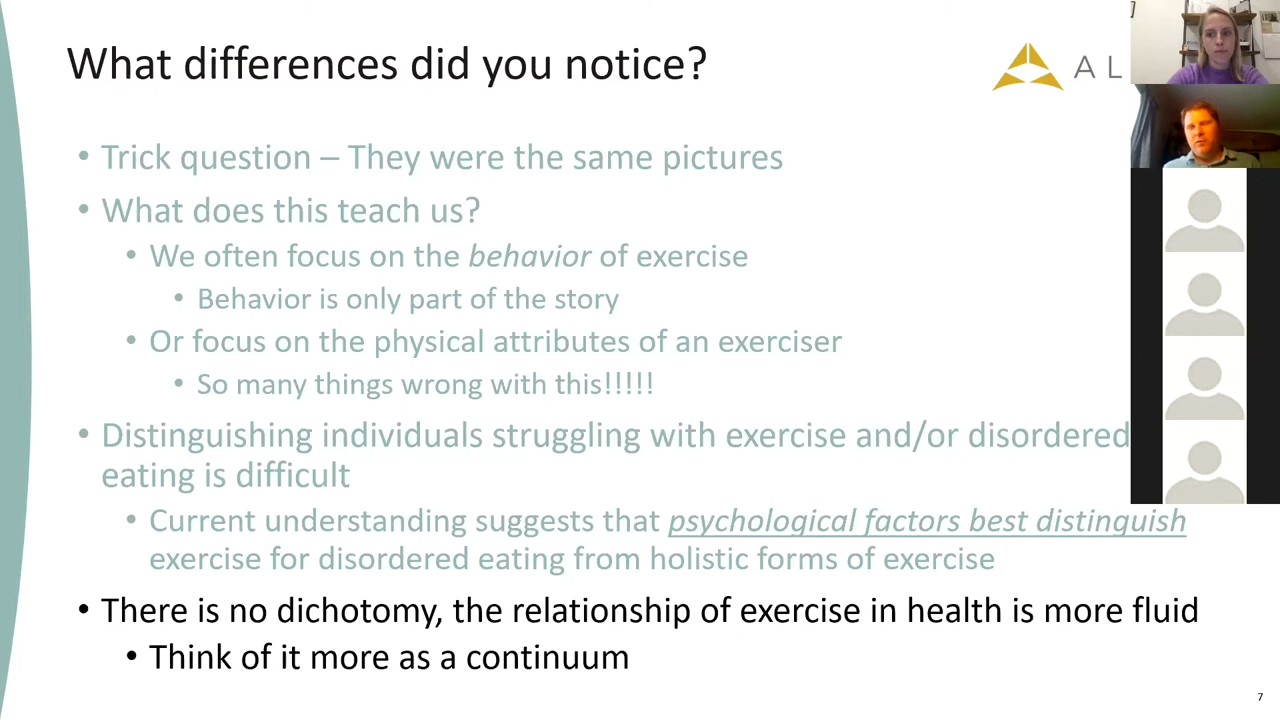 What differences did you notice?
AL
• Trick question – They were the same pictures
• What does this teach us?
• We often focus on the behavior of exercise
• Behavior is only part of the story
• Or focus on the physical attributes of an exerciser
• So many things wrong with this!!!!!
• Distinguishing individuals struggling with exercise and/or disordered
eating is difficult
• Current understanding suggests that psychological factors best distinguish
exercise for disordered eating from holistic forms of exercise
• There is no dichotomy, the relationship of exercise in health is more fluid
• Think of it more as a continuum
7